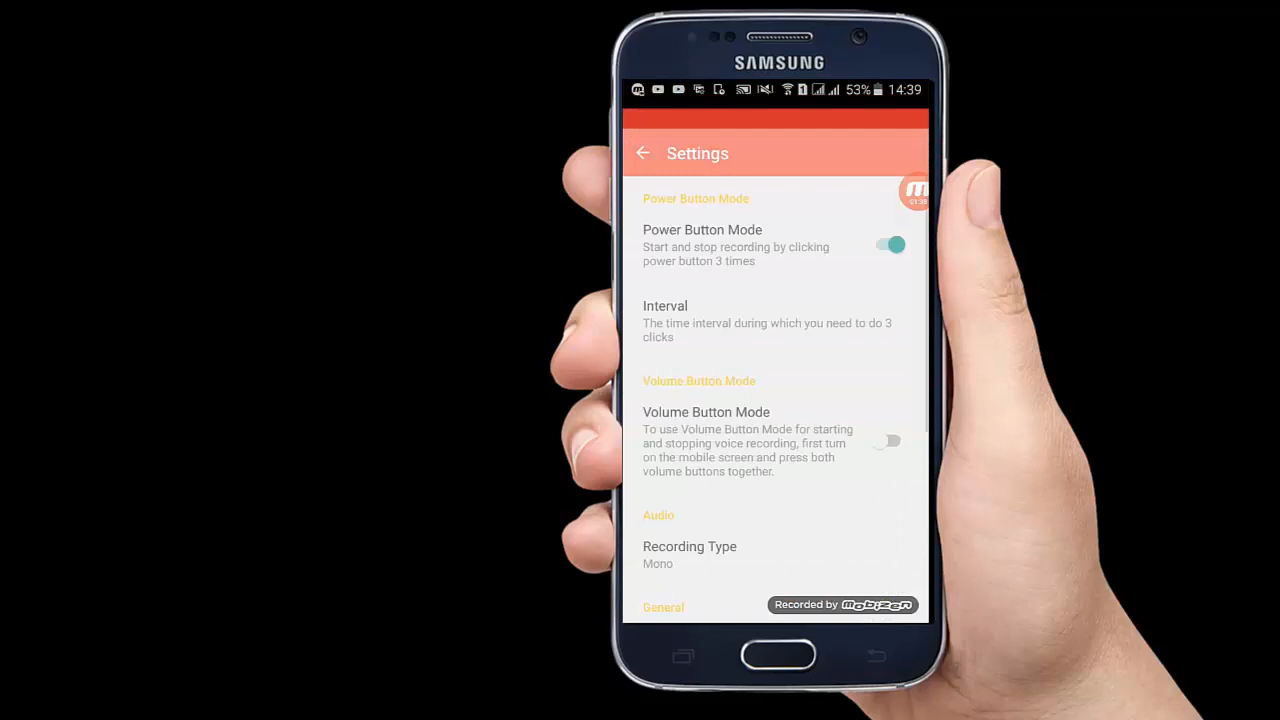 SAMSUNG
53% 14:39
Settings
Power Button Mode
Power Button Mode
Start and stop recording by clicking
power button 3 times
Interval
The time interval during which you need to do 3
clicks
Volume Button Mode
Volume Button Mode
To use Volume Button Mode for starting
and stopping voice recording, first turn
on the mobile screen and press both
volume buttons together.
Audio
Recording Type
Mono
General
Recorded by mobizen